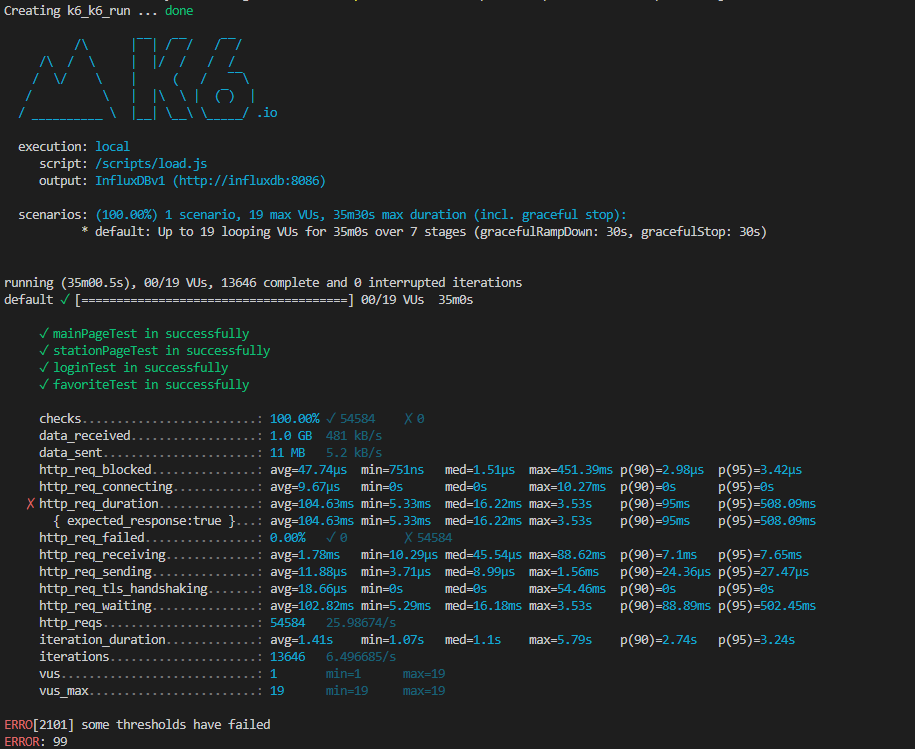 Creating k6_k6_run ... done
          /\      |‾‾| /‾‾/   /‾‾/
     /\  /  \     |  |/  /   /  /
    /  \/    \    |     (   /   ‾‾\
   /          \   |  |\  \ |  (‾)  |
  / __________ \  |__| \__\ \_____/ .io
execution: local
script: /scripts/load.js
output: InfluxDBv1 (http://influxdb:8086)
scenarios: (100.00%) 1 scenario, 19 max VUs, 35m30s max duration (incl. graceful stop):
* default: Up to 19 looping VUs for 35m0s over 7 stages (gracefulRampDown: 30s, gracefulStop: 30s)
running (35m00.5s), 00/19 VUs, 13646 complete and 0 interrupted iterations
default ✓ [======================================] 00/19 VUs  35m0s
✓ mainPageTest in successfully
✓ stationPageTest in successfully
✓ loginTest in successfully
✓ favoriteTest in successfully
checks.........................: 100.00% ✓ 54584    ✗ 0
data_received..................: 1.0 GB  481 kB/s
data_sent......................: 11 MB   5.2 kB/s
http_req_blocked...............: avg=47.74µs  min=751ns   med=1.51µs  max=451.39ms p(90)=2.98µs  p(95)=3.42µs
http_req_connecting............: avg=9.67µs   min=0s      med=0s      max=10.27ms  p(90)=0s      p(95)=0s
✗ http_req_duration..............: avg=104.63ms min=5.33ms  med=16.22ms max=3.53s    p(90)=95ms    p(95)=508.09ms
{ expected_response:true }...: avg=104.63ms min=5.33ms  med=16.22ms max=3.53s    p(90)=95ms    p(95)=508.09ms
http_req_failed................: 0.00%   ✓ 0        ✗ 54584
http_req_receiving.............: avg=1.78ms   min=10.29µs med=45.54µs max=88.62ms  p(90)=7.1ms   p(95)=7.65ms
http_req_sending...............: avg=11.88µs  min=3.71µs  med=8.99µs  max=1.56ms   p(90)=24.36µs p(95)=27.47µs
http_req_tls_handshaking.......: avg=18.66µs  min=0s      med=0s      max=54.46ms  p(90)=0s      p(95)=0s
http_req_waiting...............: avg=102.82ms min=5.29ms  med=16.18ms max=3.53s    p(90)=88.89ms p(95)=502.45ms
http_reqs......................: 54584   25.98674/s
iteration_duration.............: avg=1.41s    min=1.07s   med=1.1s    max=5.79s    p(90)=2.74s   p(95)=3.24s
iterations.....................: 13646   6.496685/s
vus............................: 1       min=1      max=19
vus_max........................: 19      min=19     max=19
ERRO[2101] some thresholds have failed
ERROR: 99